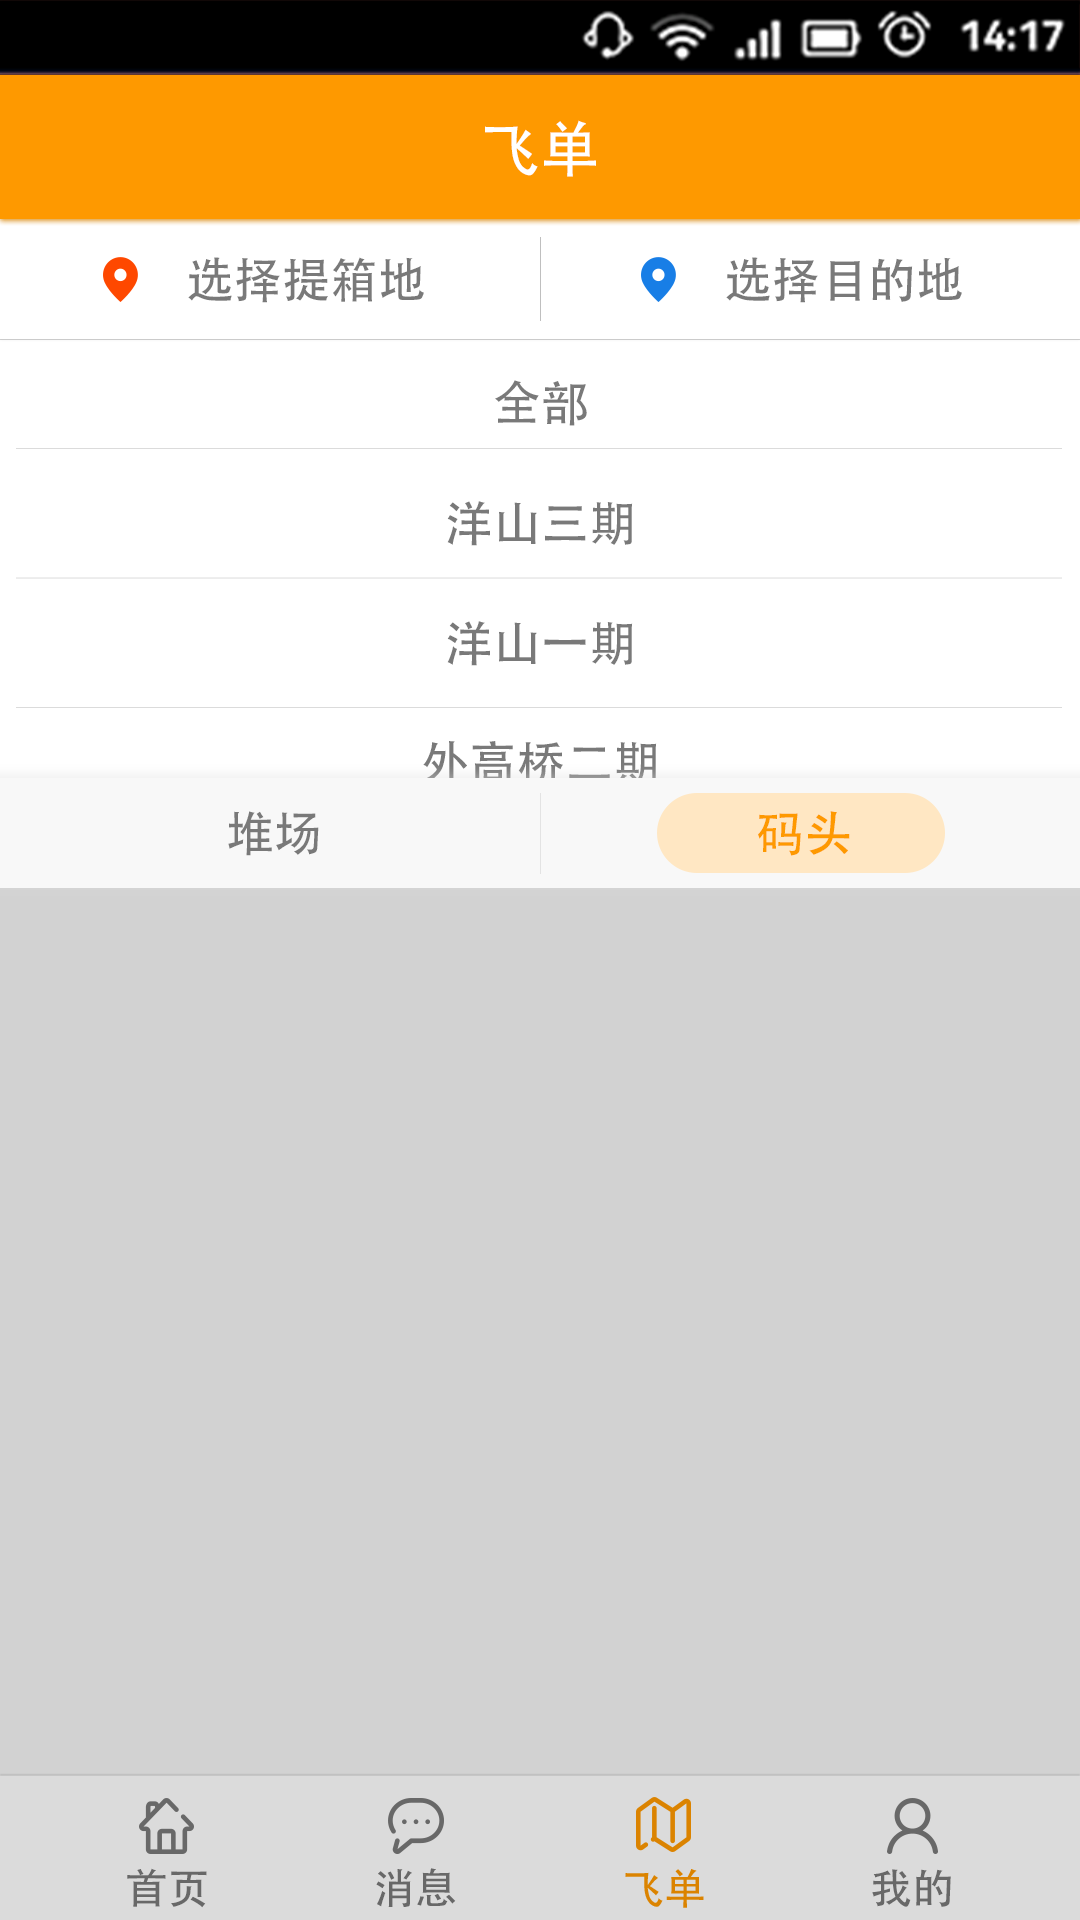 14:17
飞单
选择提箱地 选择目的地
全部
洋山三期
洋山一期
外高桥二期
堆场 码头
首页 消息 飞单 我的